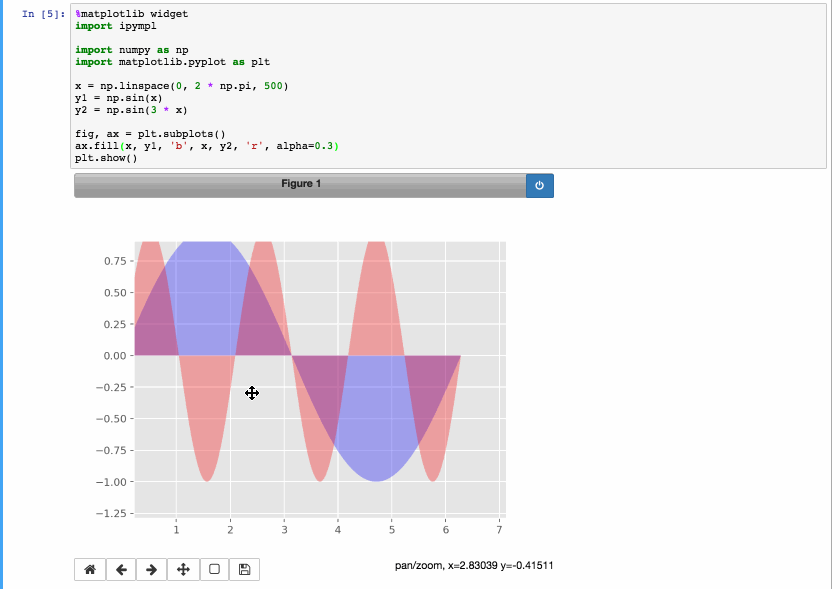 In [5]:
%matplotlib widget
import ipympl
import numpy as np
import matplotlib.pyplot as plt
x = np.linspace(0, 2 * np.pi, 500)
y1 = np.sin(x)
y2 = np.sin(3 * x)
fig, ax = plt.subplots()
ax.fill(x, y1, 'b', x, y2, 'r', alpha=0.3)
plt.show()
Figure 1
0.75
0.50
0.25
0.00
−0.25
−0.50
−0.75
−1.00
−1.25
1 2 3 4 5 6 7
pan/zoom, x=2.83039 y=-0.41511